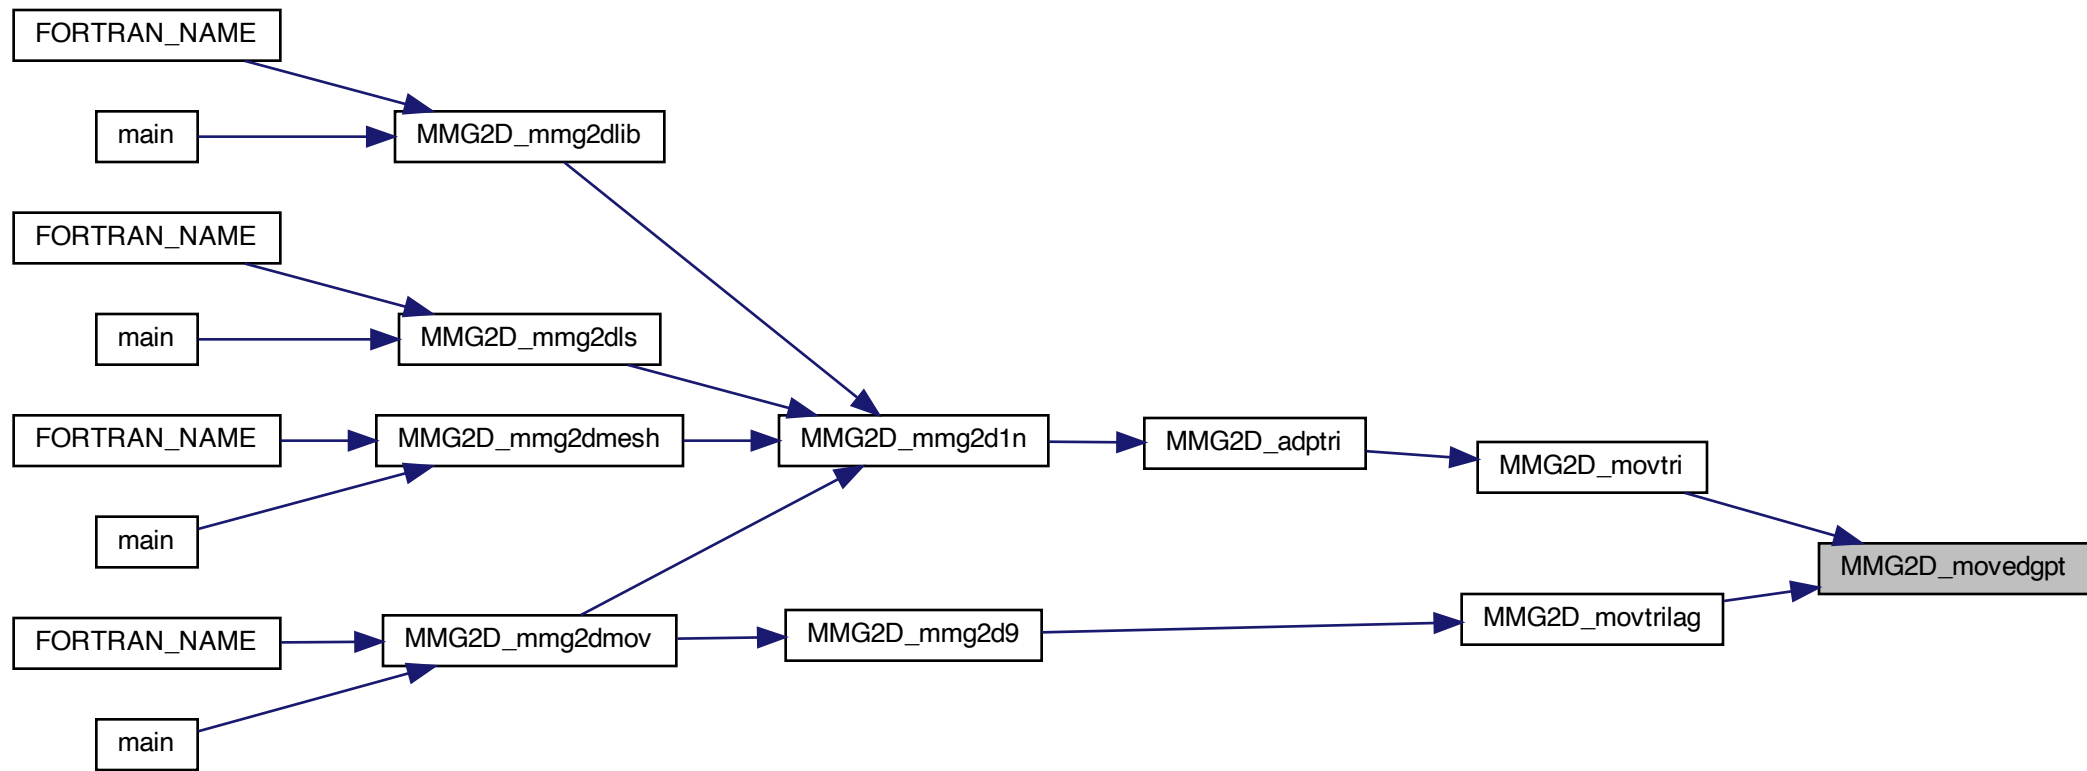 FORTRAN_NAME
main
MMG2D_mmg2dlib
FORTRAN_NAME
main
MMG2D_mmg2dls
FORTRAN_NAME
MMG2D_mmg2dmesh
MMG2D_mmg2d1n
MMG2D_adptri
MMG2D_movtri
main
MMG2D_movedgpt
FORTRAN_NAME
MMG2D_mmg2dmov
MMG2D_mmg2d9
MMG2D_movtrilag
main